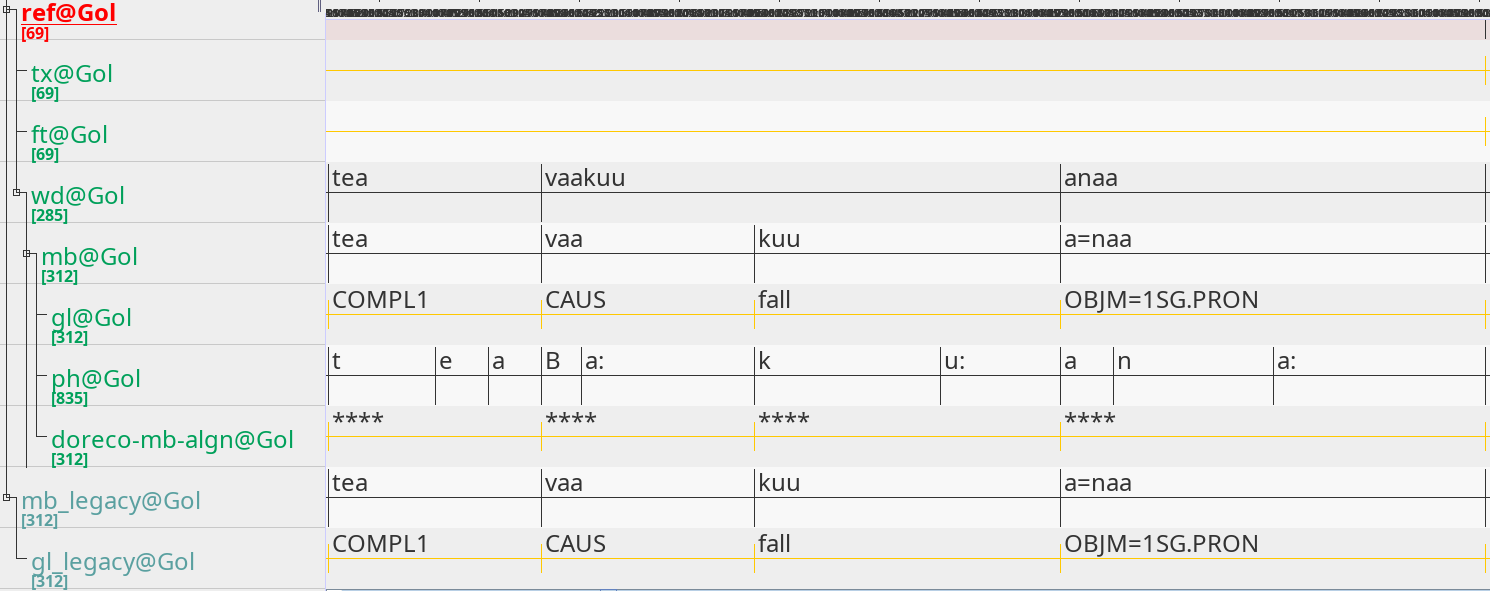 ref@Gol
[69]
tx@Gol
[69]
ft@Gol
[69]
wd@Gol
[285]
tea vaakuu anaa
mb@Gol
[312]
tea vaa kuu a=naa
gl@Gol
[312]
COMPL1 CAUS fall OBJM=1SG.PRON
ph@Gol
[835]
t e a B a: k u: a n a:
doreco-mb-algn@Gol
[312]
**** **** **** ****
mb_legacy@Gol
[312]
tea vaa kuu a=naa
gl_legacy@Gol
[312]
COMPL1 CAUS fall OBJM=1SG.PRON